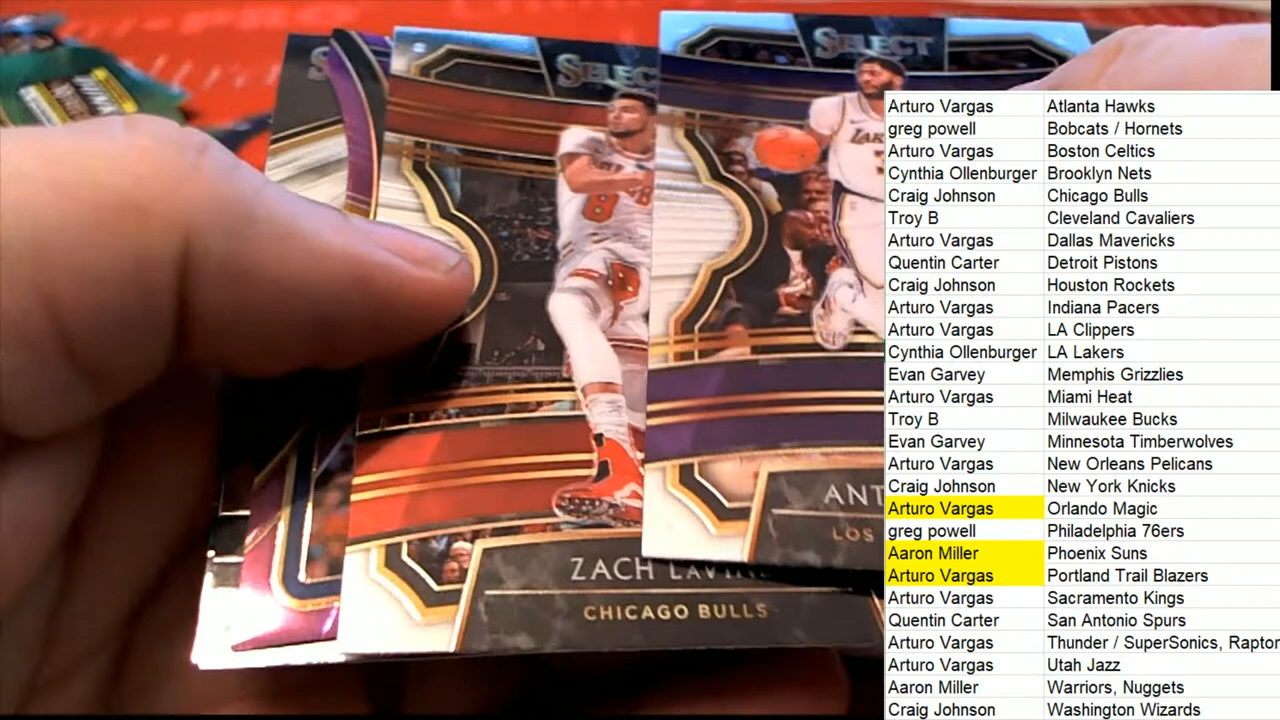 SELECT
SELECT
8 8
ZACH LAVINE
CHICAGO BULLS
ANT
LOS
Arturo Vargas Atlanta Hawks
greg powell Bobcats / Hornets
Arturo Vargas Boston Celtics
Cynthia Ollenburger Brooklyn Nets
Craig Johnson Chicago Bulls
Troy B Cleveland Cavaliers
Arturo Vargas Dallas Mavericks
Quentin Carter Detroit Pistons
Craig Johnson Houston Rockets
Arturo Vargas Indiana Pacers
Arturo Vargas LA Clippers
Cynthia Ollenburger LA Lakers
Evan Garvey Memphis Grizzlies
Arturo Vargas Miami Heat
Troy B Milwaukee Bucks
Evan Garvey Minnesota Timberwolves
Arturo Vargas New Orleans Pelicans
Craig Johnson New York Knicks
Arturo Vargas Orlando Magic
greg powell Philadelphia 76ers
Aaron Miller Phoenix Suns
Arturo Vargas Portland Trail Blazers
Arturo Vargas Sacramento Kings
Quentin Carter San Antonio Spurs
Arturo Vargas Thunder / SuperSonics, Raptor
Arturo Vargas Utah Jazz
Aaron Miller Warriors, Nuggets
Craig Johnson Washington Wizards